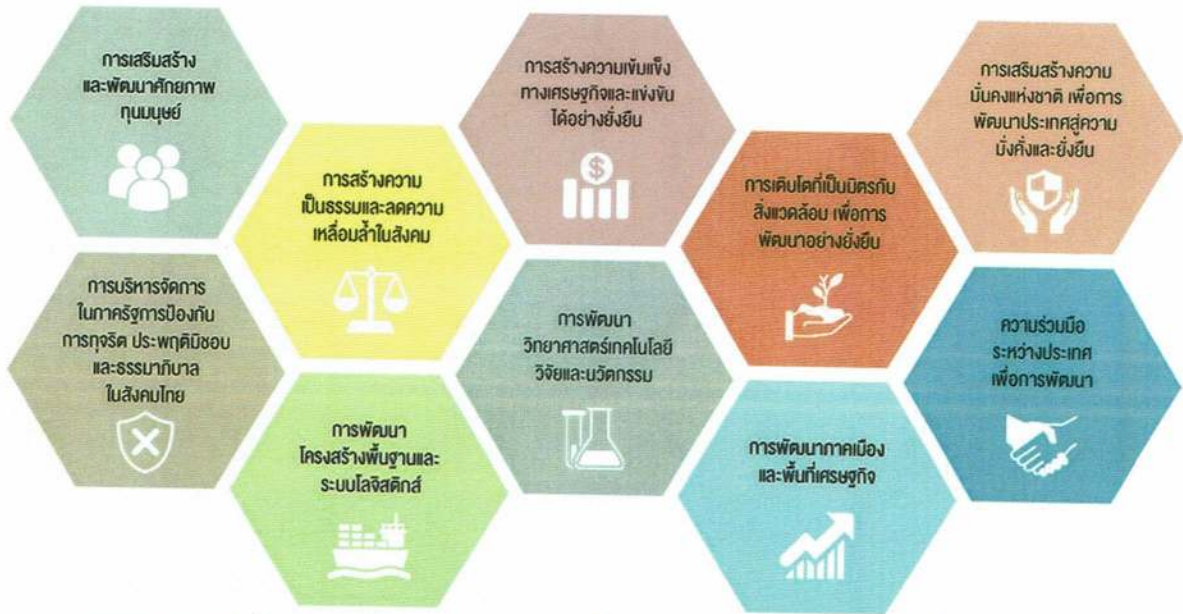 การเสริมสร้าง
และพัฒนาศักยภาพ
ทุนมนุษย์
การสร้างความ
เป็นธรรมและลดความ
เหลื่อมล้ำในสังคม
การสร้างความเข้มแข็ง
ทางเศรษฐกิจและแข่งขัน
ได้อย่างยั่งยืน
การเติบโตที่เป็นมิตรกับ
สิ่งแวดล้อม เพื่อการ
พัฒนาอย่างยั่งยืน
การเสริมสร้างความ
มั่นคงแห่งชาติ เพื่อการ
พัฒนาประเทศสู่ความ
มั่งคั่งและยั่งยืน
การบริหารจัดการ
ในภาครัฐการป้องกัน
การทุจริต ประพฤติมิชอบ
และธรรมาภิบาล
ในสังคมไทย
การพัฒนา
โครงสร้างพื้นฐานและ
ระบบโลจิสติกส์
การพัฒนา
วิทยาศาสตร์เทคโนโลยี
วิจัยและนวัตกรรม
การพัฒนาภาคเมือง
และพื้นที่เศรษฐกิจ
ความร่วมมือ
ระหว่างประเทศ
เพื่อการพัฒนา